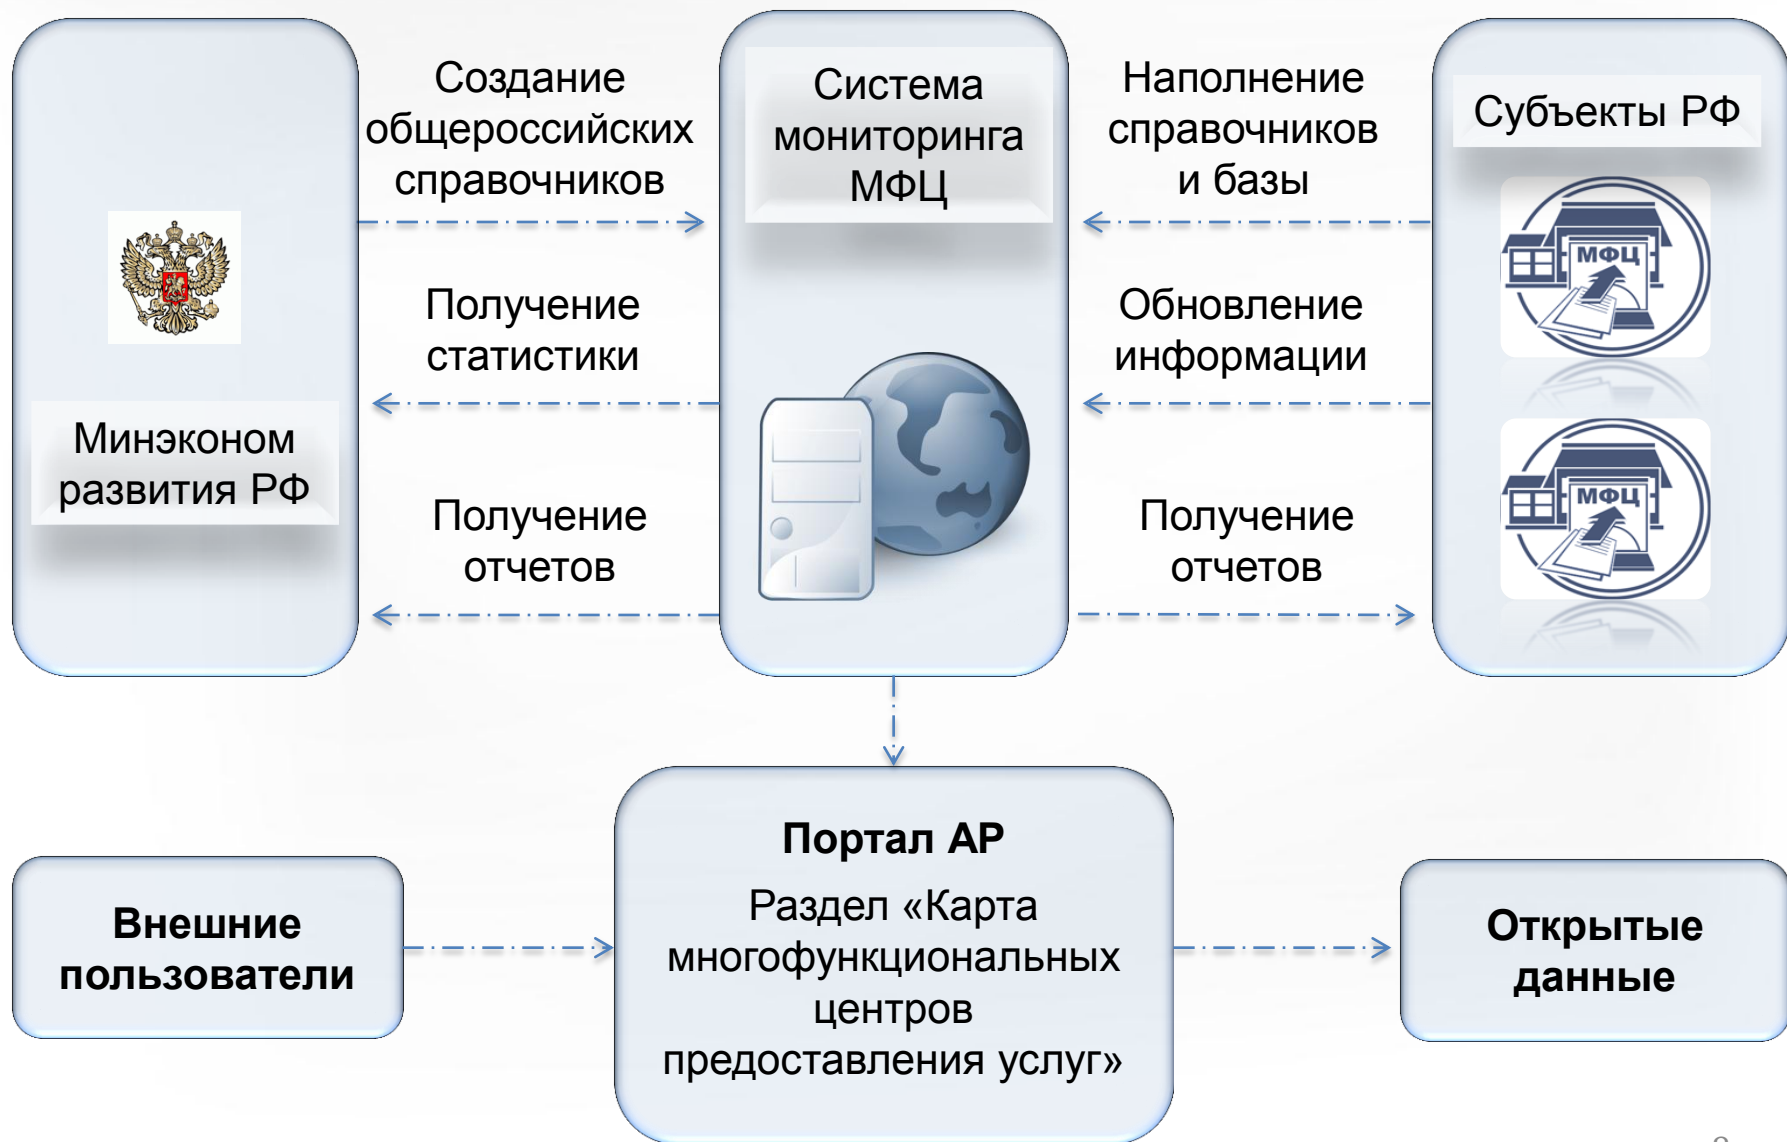 Создание
общероссийских
справочников
Система
мониторинга
МФЦ
Наполнение
справочников
и базы
Субъекты РФ
МФЦ
Получение
статистики
Обновление
информации
Минэконом
развития РФ
МФЦ
Получение
отчетов
Получение
отчетов
Портал АР
Раздел «Карта
многофункциональных
центров
предоставления услуг»
Внешние
пользователи
Открытые
данные